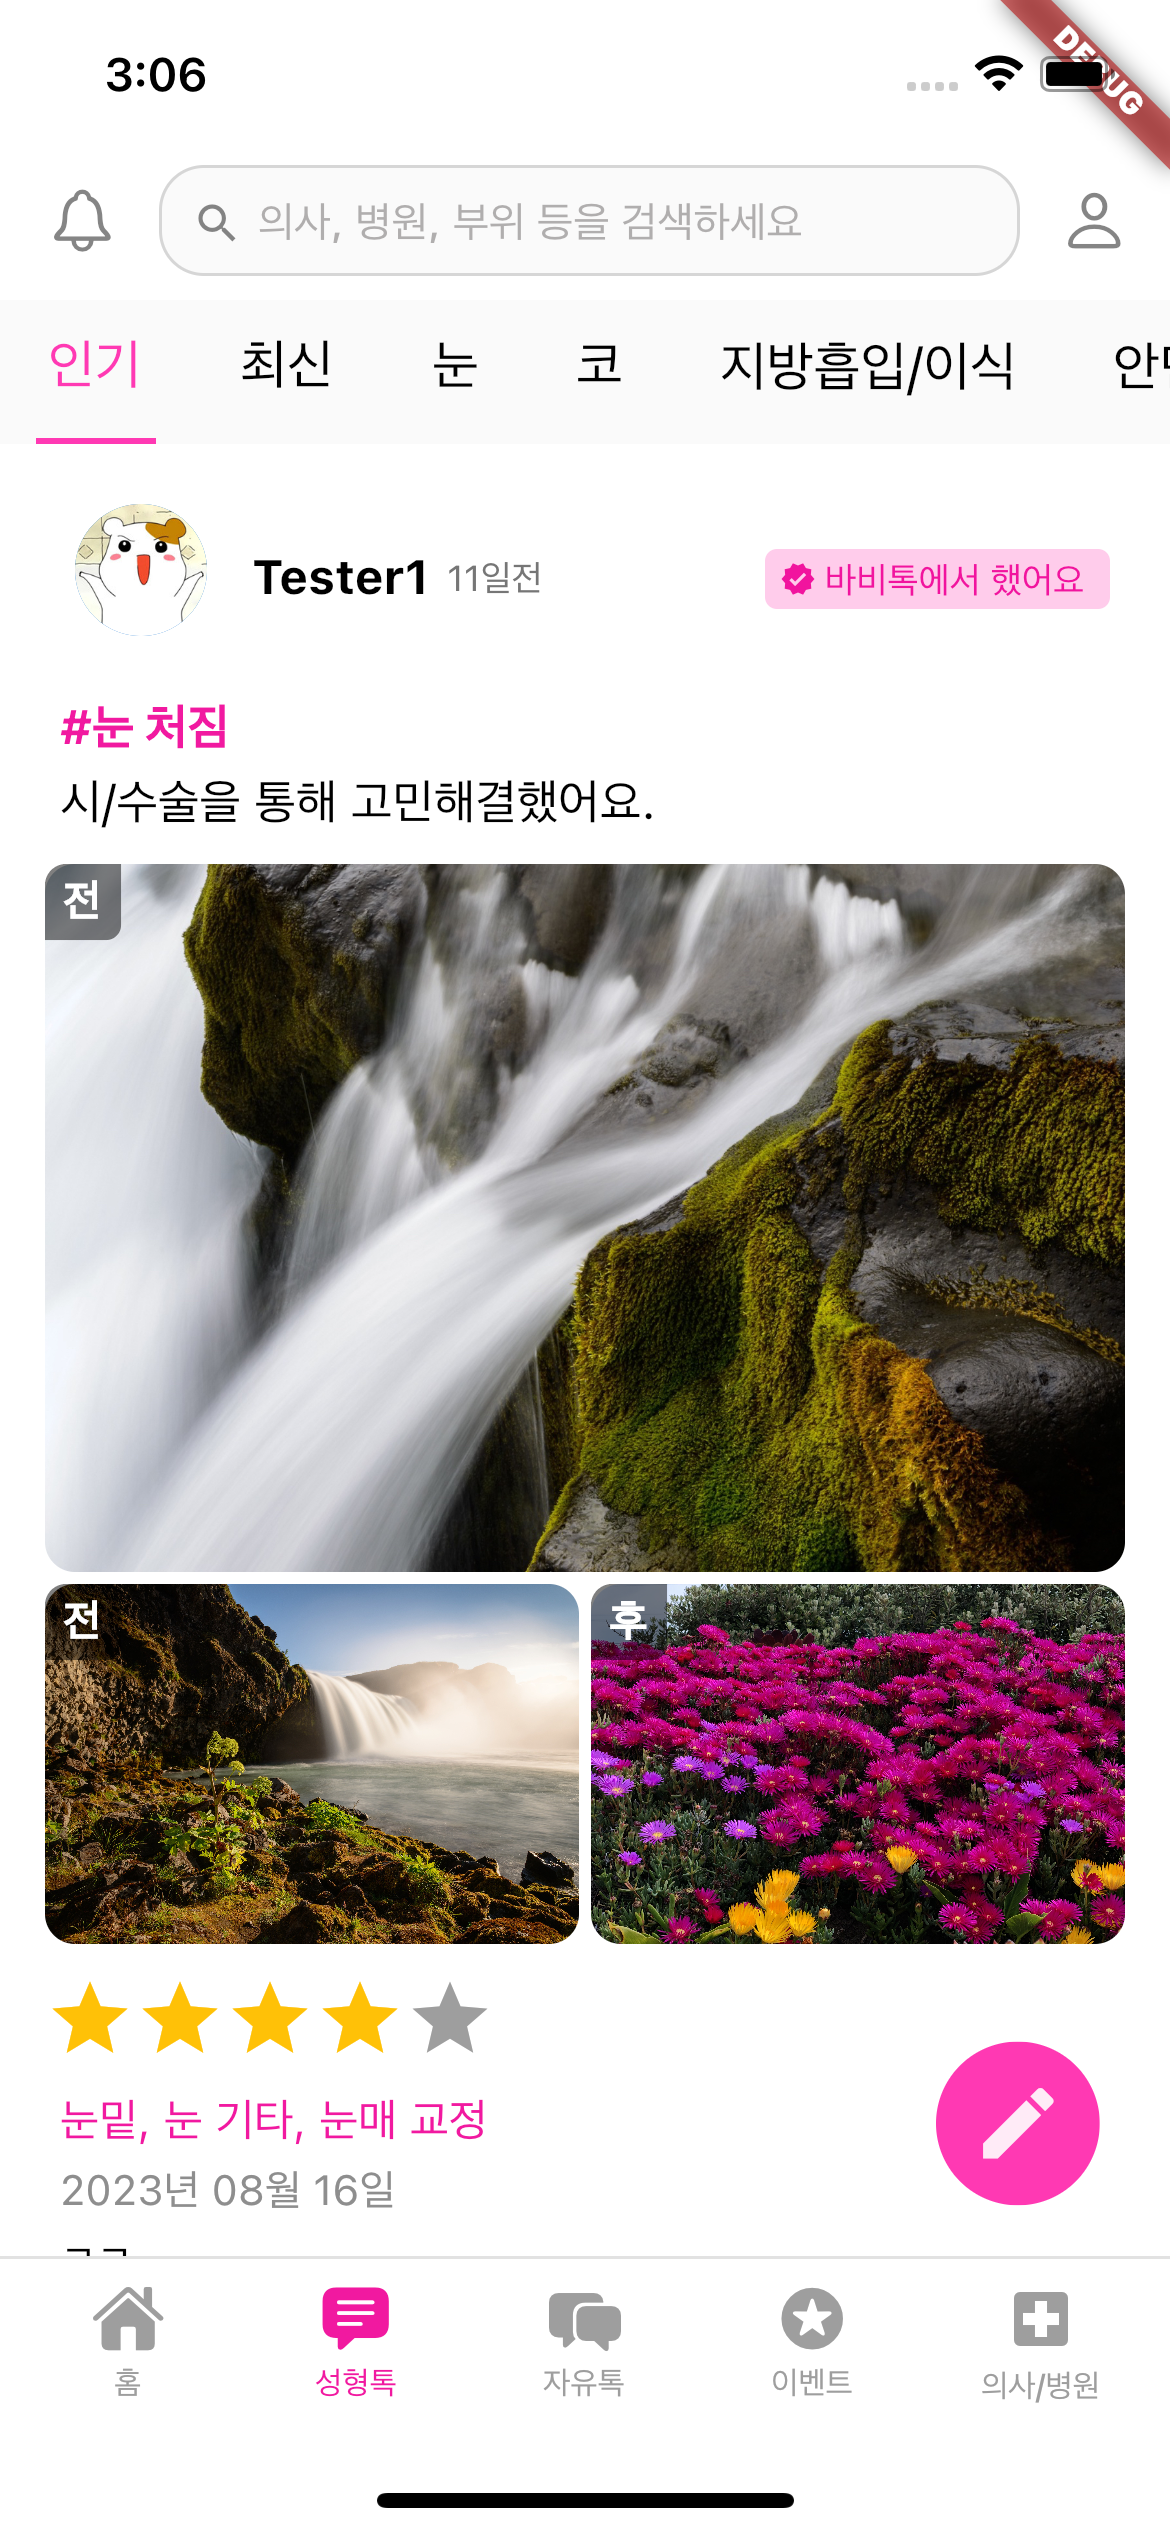 3:06
DEBUG
의사, 병원, 부위 등을 검색하세요
인기 최신 눈 코 지방흡입/이식
Tester1 11일전 바비톡에서 했어요
#눈 처짐
시/수술을 통해 고민해결했어요.
전
전 후
눈밑, 눈 기타, 눈매 교정
2023년 08월 16일
홈 성형톡 자유톡 이벤트 의사/병원